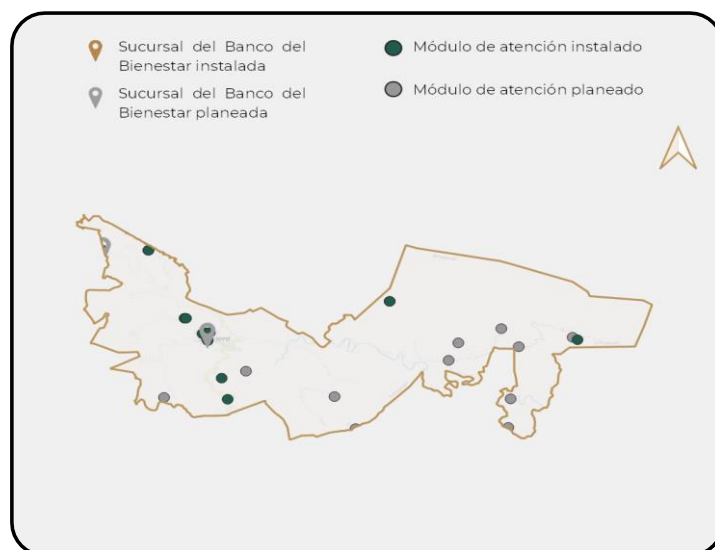 Sucursal del Banco del
Bienestar instalada
Sucursal del Banco del
Bienestar planeada
Módulo de atención instalado
Módulo de atención planeado